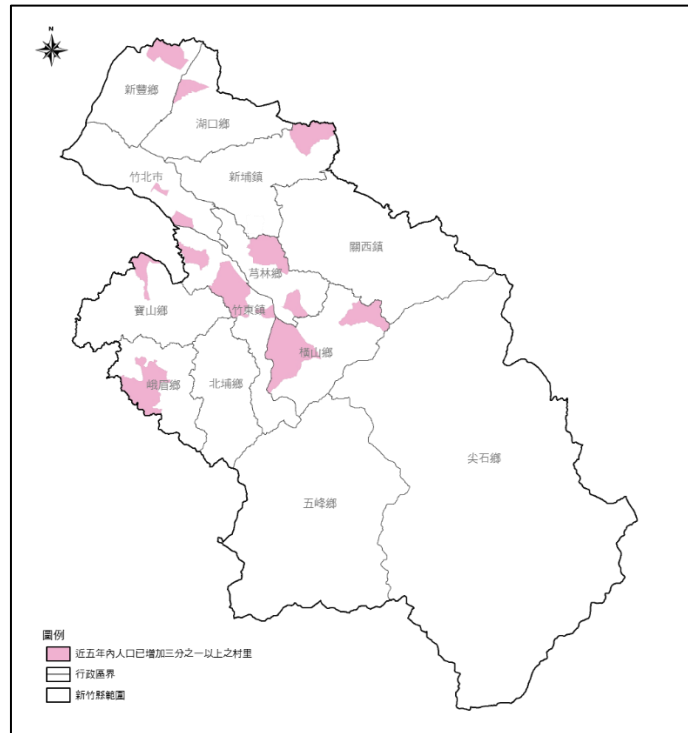 N
新豐鄉
湖口鄉
竹北市
新埔鎮
關西鎮
芎林鄉
寶山鄉
竹東鎮
橫山鄉
峨眉鄉
北埔鄉
尖石鄉
五峰鄉
圖例
近五年內人口已增加三分之一以上之村里
行政區界
新竹縣範圍